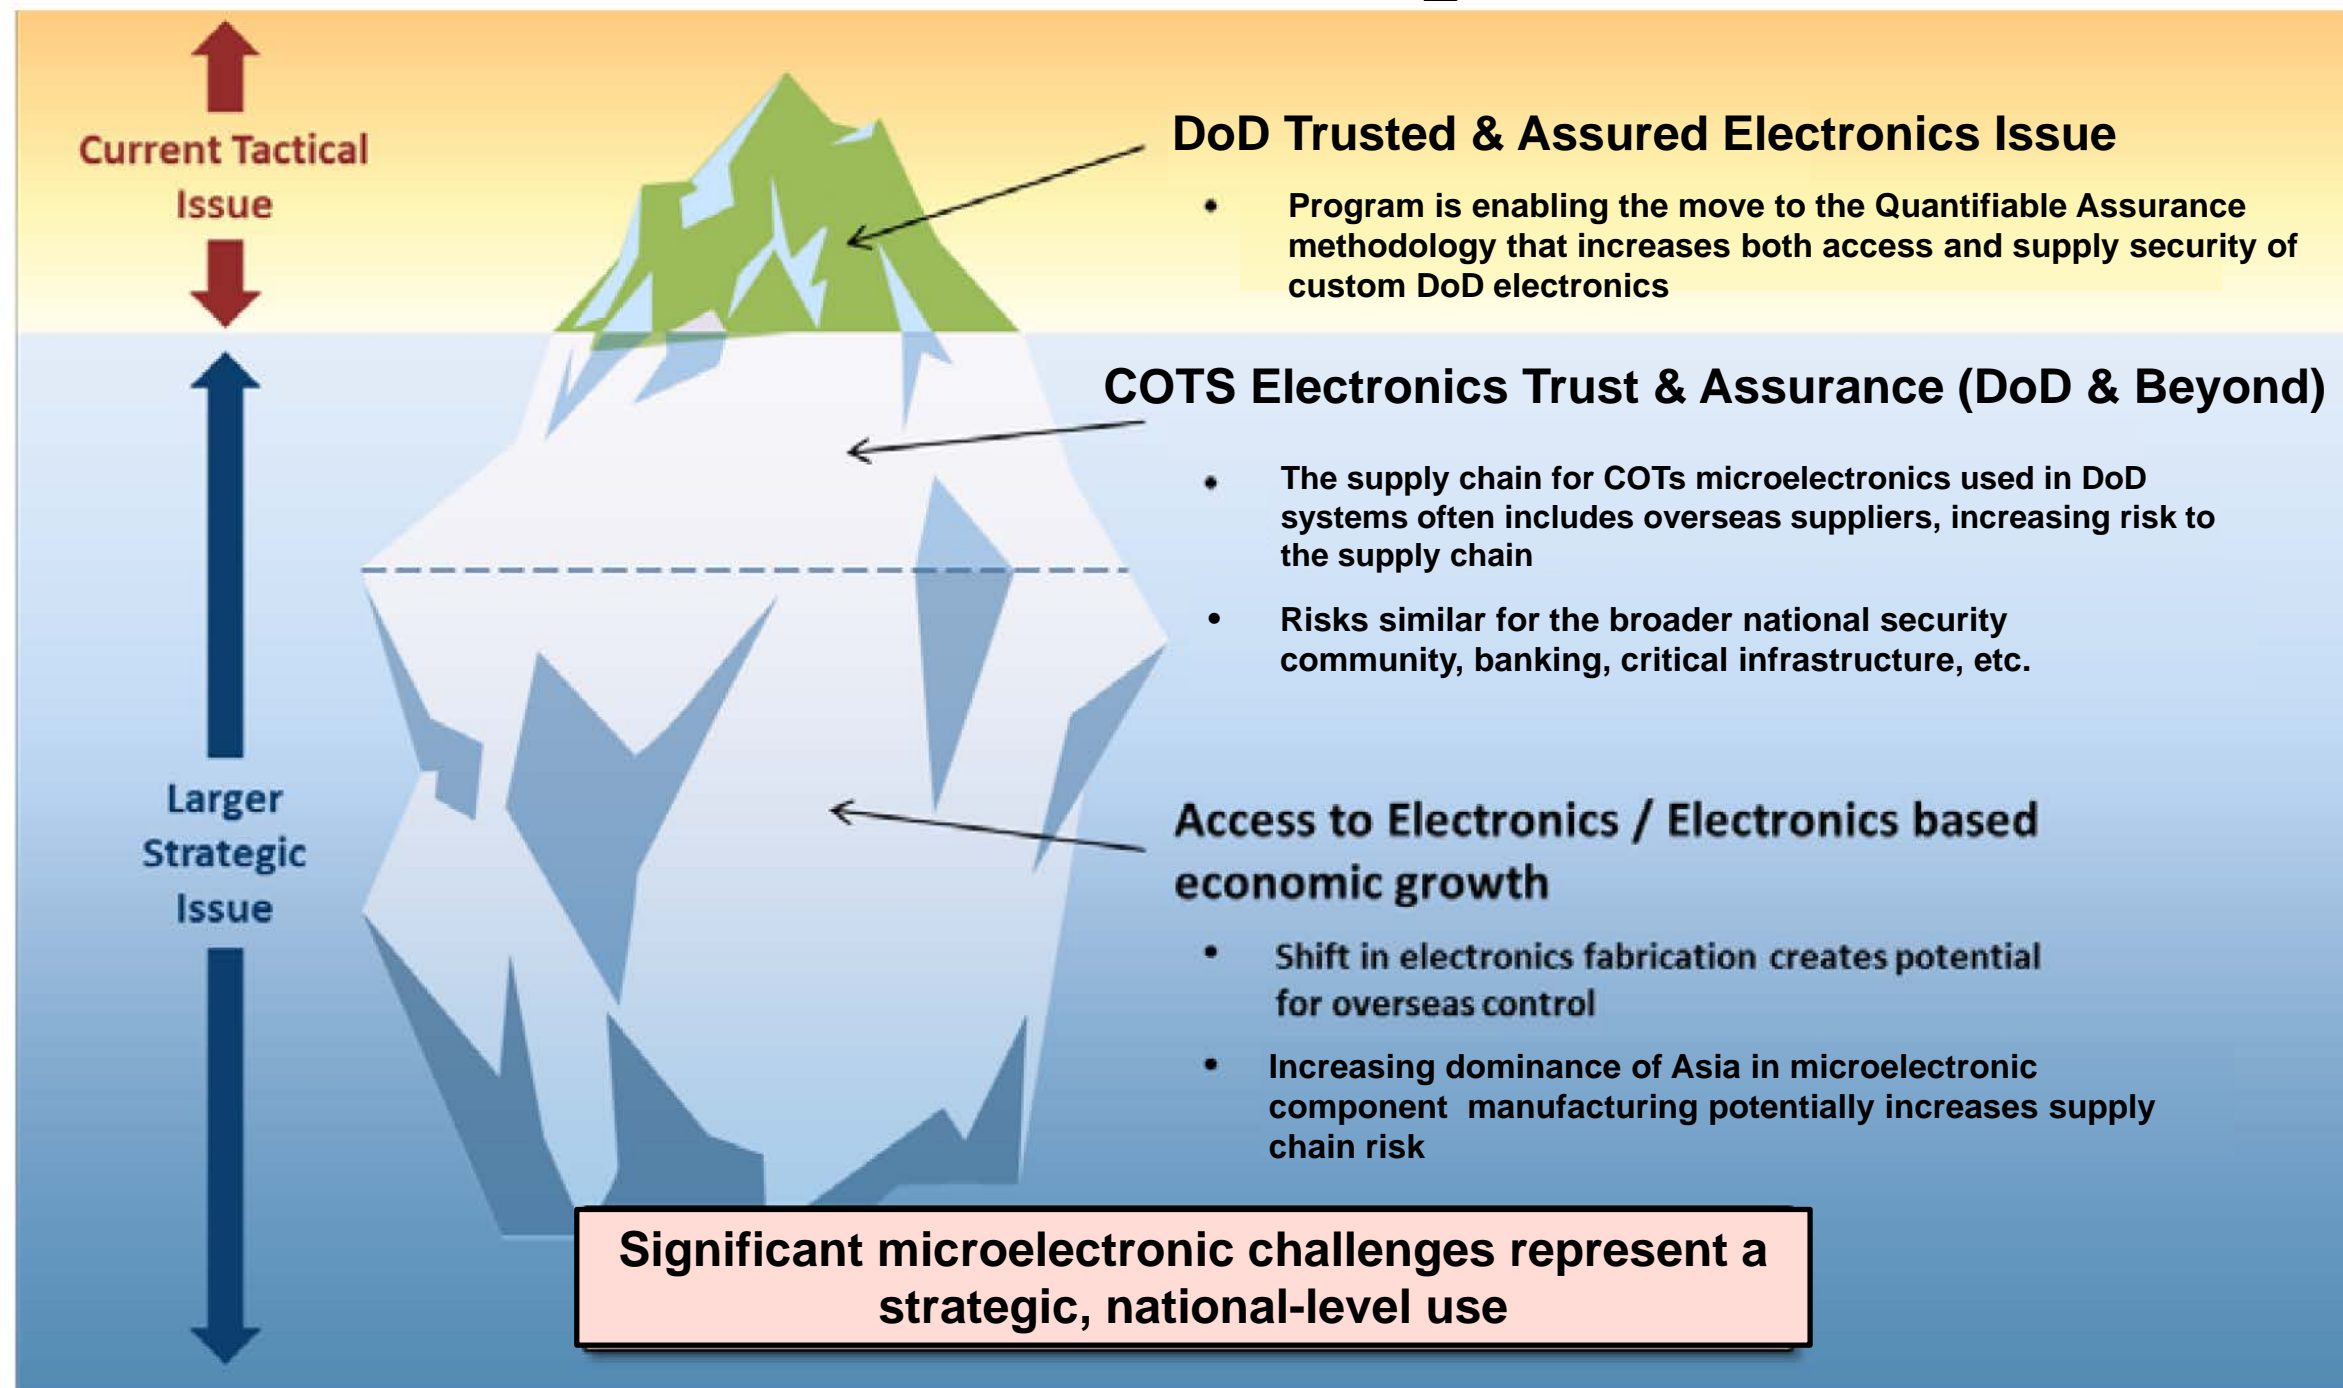 Current Tactical
Issue
DoD Trusted & Assured Electronics Issue
• Program is enabling the move to the Quantifiable Assurance
methodology that increases both access and supply security of
custom DoD electronics
COTS Electronics Trust & Assurance (DoD & Beyond)
• The supply chain for COTs microelectronics used in DoD
systems often includes overseas suppliers, increasing risk to
the supply chain
• Risks similar for the broader national security
community, banking, critical infrastructure, etc.
Larger
Strategic
Issue
Access to Electronics / Electronics based
economic growth
• Shift in electronics fabrication creates potential
for overseas control
• Increasing dominance of Asia in microelectronic
component manufacturing potentially increases supply
chain risk
Significant microelectronic challenges represent a
strategic, national-level use